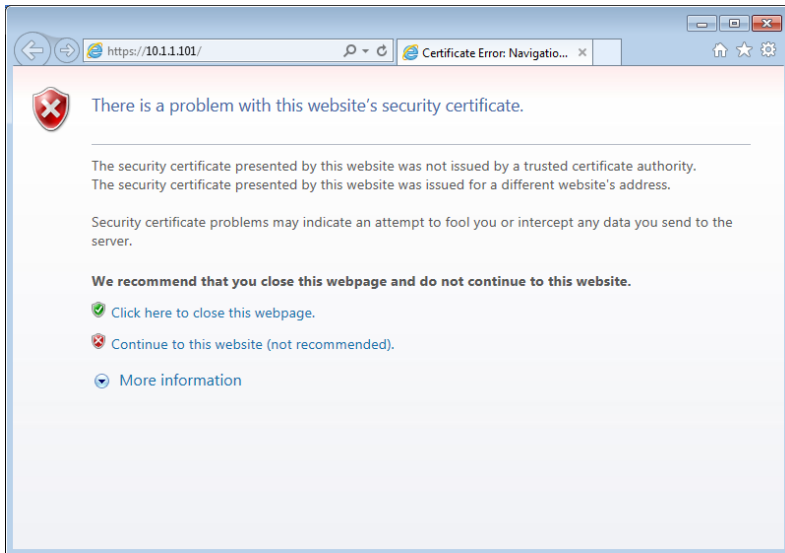 https://10.1.1.101/
Certificate Error: Navigatio...
There is a problem with this website's security certificate.
The security certificate presented by this website was not issued by a trusted certificate authority.
The security certificate presented by this website was issued for a different website's address.
Security certificate problems may indicate an attempt to fool you or intercept any data you send to the
server.
We recommend that you close this webpage and do not continue to this website.
Click here to close this webpage.
Continue to this website (not recommended).
More information